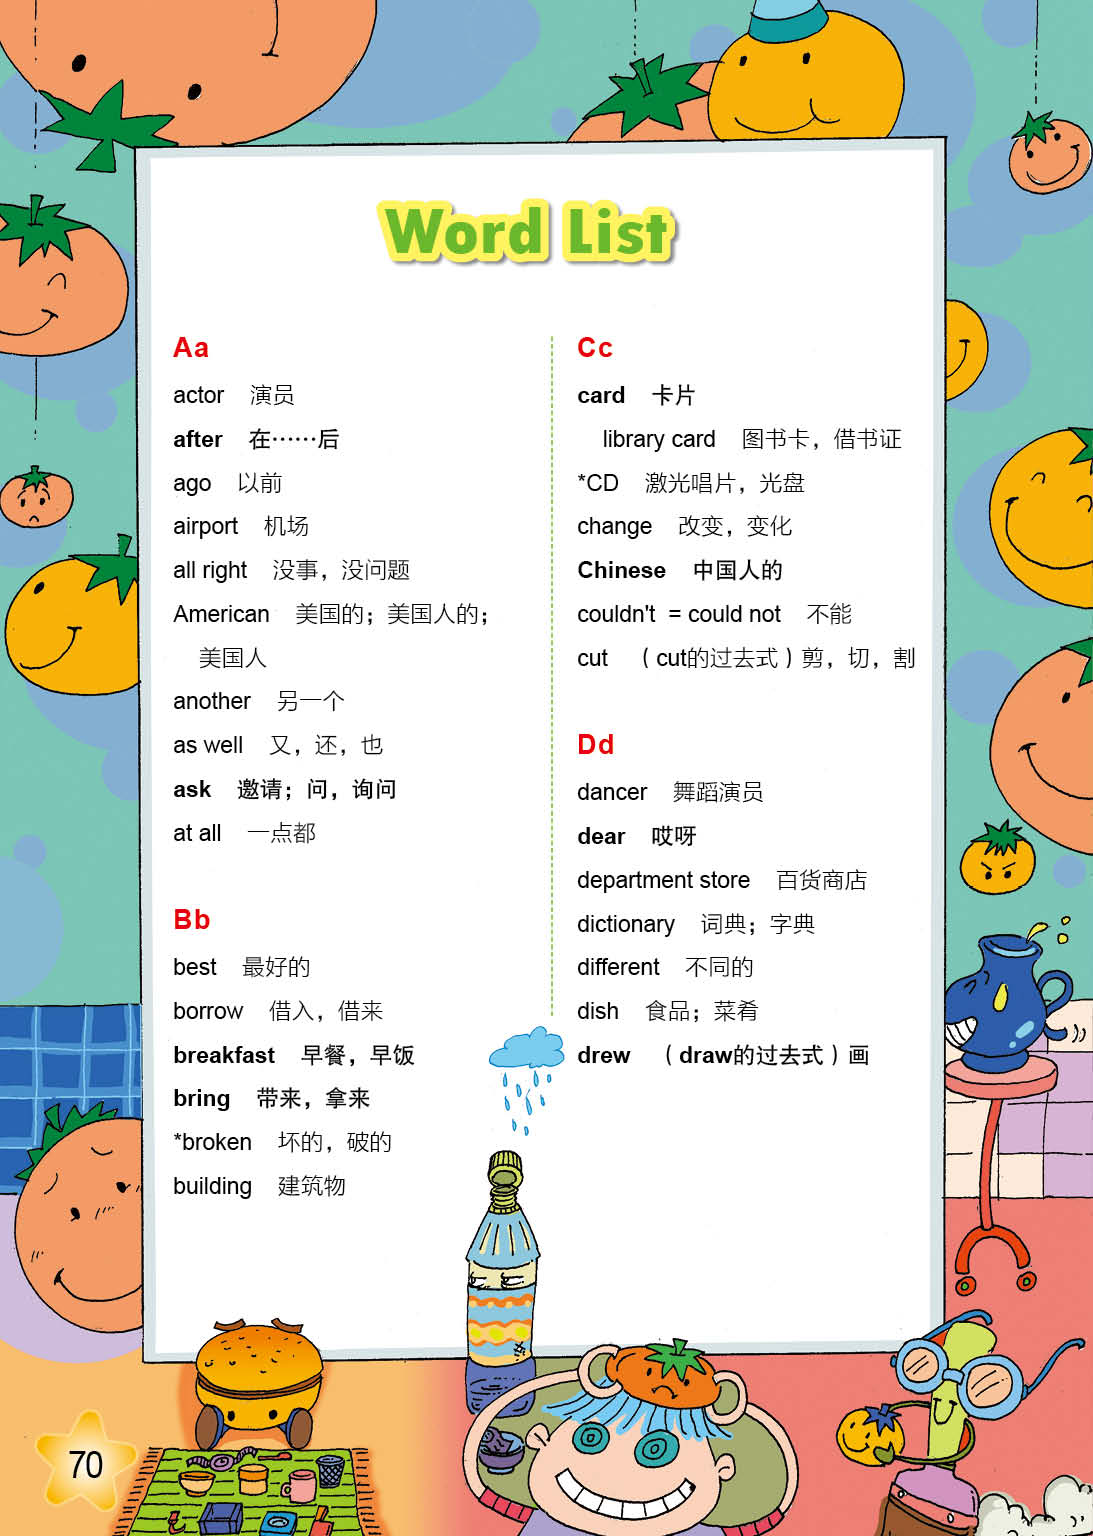 Word List
Aa
actor 演员
after 在……后
ago 以前
airport 机场
all right 没事，没问题
American 美国的；美国人的；
美国人
another 另一个
as well 又，还，也
ask 邀请；问，询问
at all 一点都
Bb
best 最好的
borrow 借入，借来
breakfast 早餐，早饭
bring 带来，拿来
*broken 坏的，破的
building 建筑物
Cc
card 卡片
library card 图书卡，借书证
*CD 激光唱片，光盘
change 改变，变化
Chinese 中国人的
couldn't = could not 不能
cut （cut的过去式）剪，切，割
Dd
dancer 舞蹈演员
dear 哎呀
department store 百货商店
dictionary 词典；字典
different 不同的
dish 食品；菜肴
drew （draw的过去式）画
70